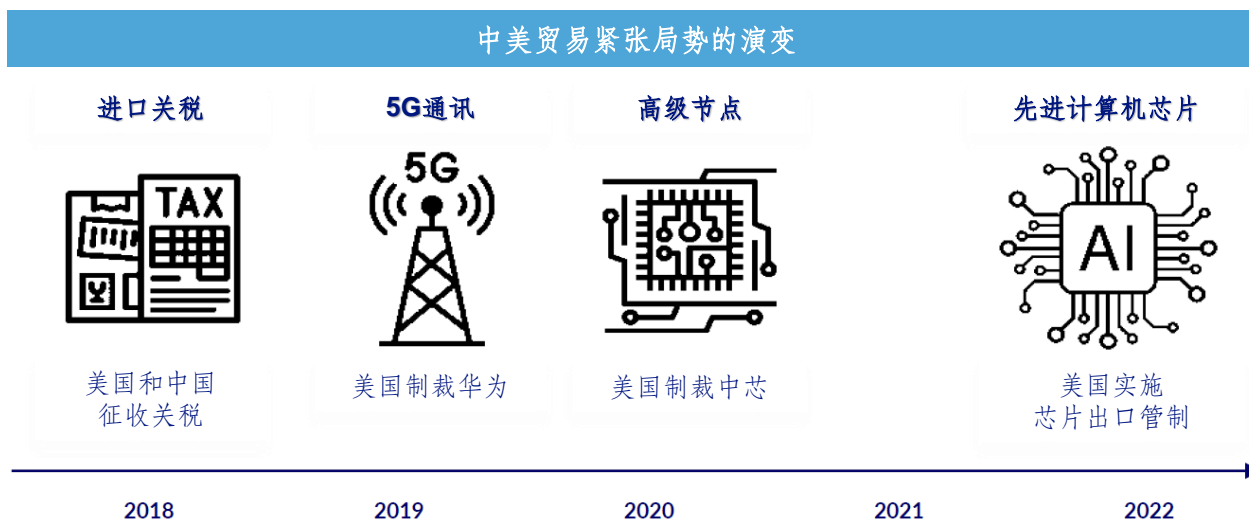 中美贸易紧张局势的演变
进口关税
5G通讯
高级节点
先进计算机芯片
TAX
5G
AI
美国和中国
征收关税
美国制裁华为
美国制裁中芯
美国实施
芯片出口管制
2018
2019
2020
2021
2022